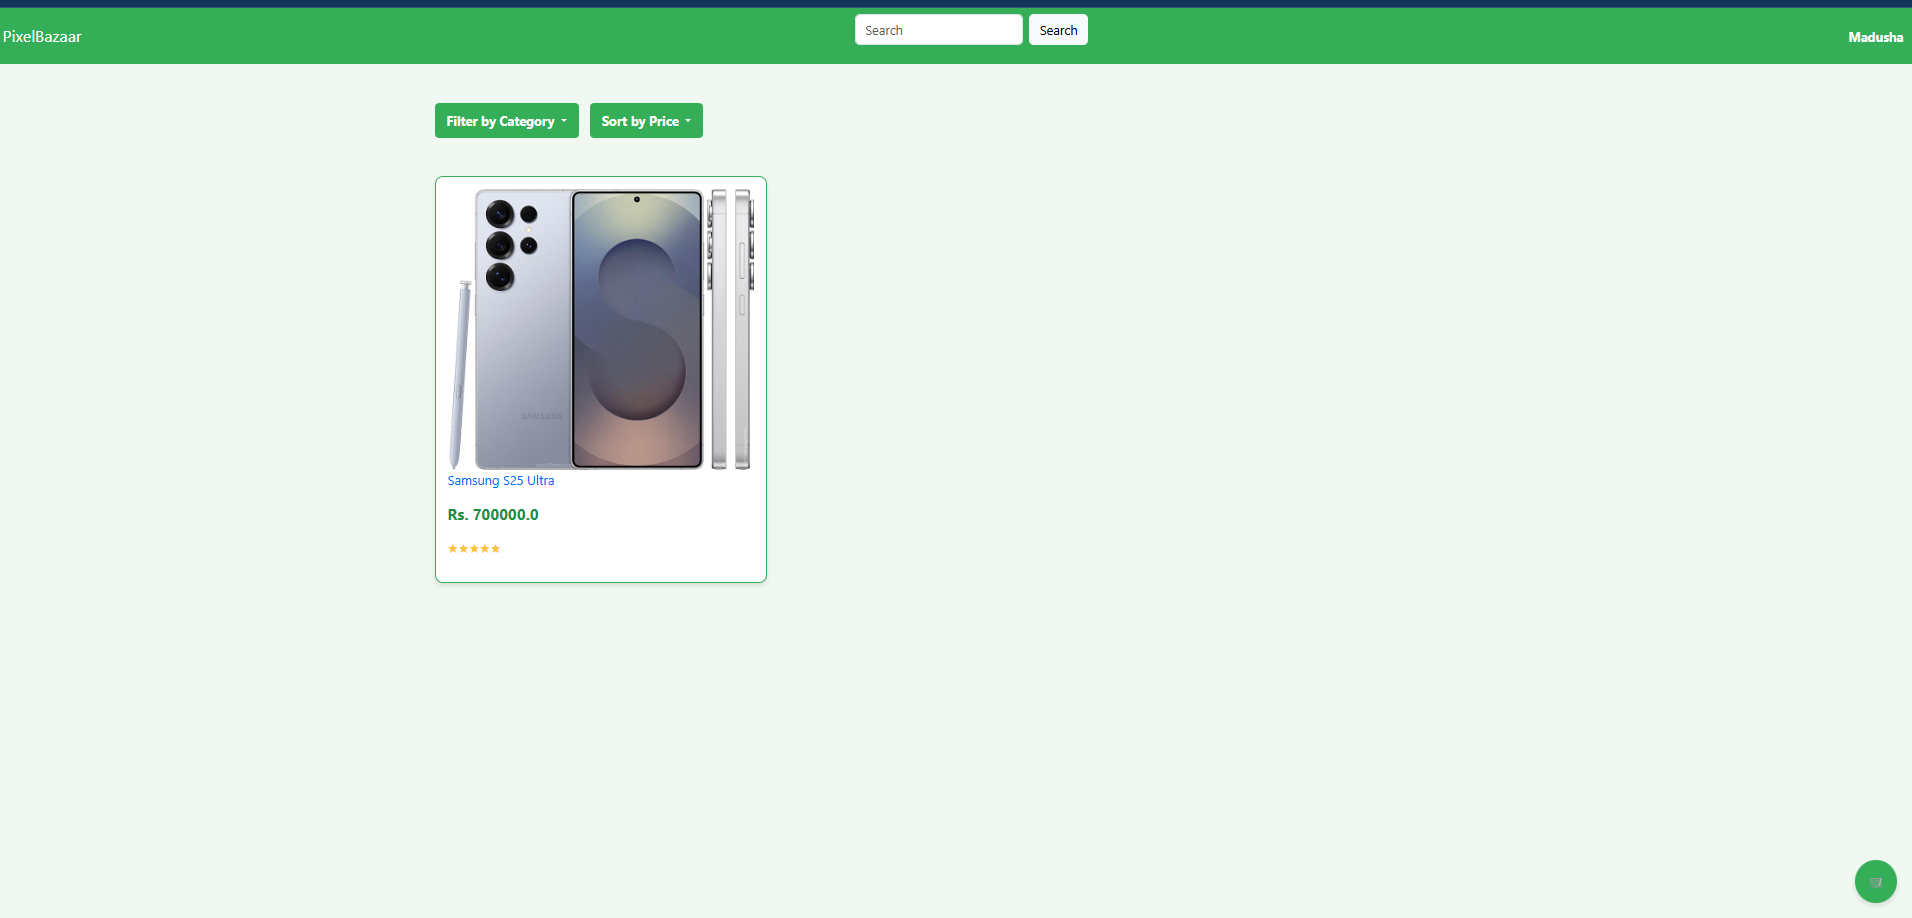 PixelBazaar
Search
Search
Madusha
Filter by Category
Sort by Price
SAMSUNG
Samsung S25 Ultra
Rs. 700000.0
★★★★★